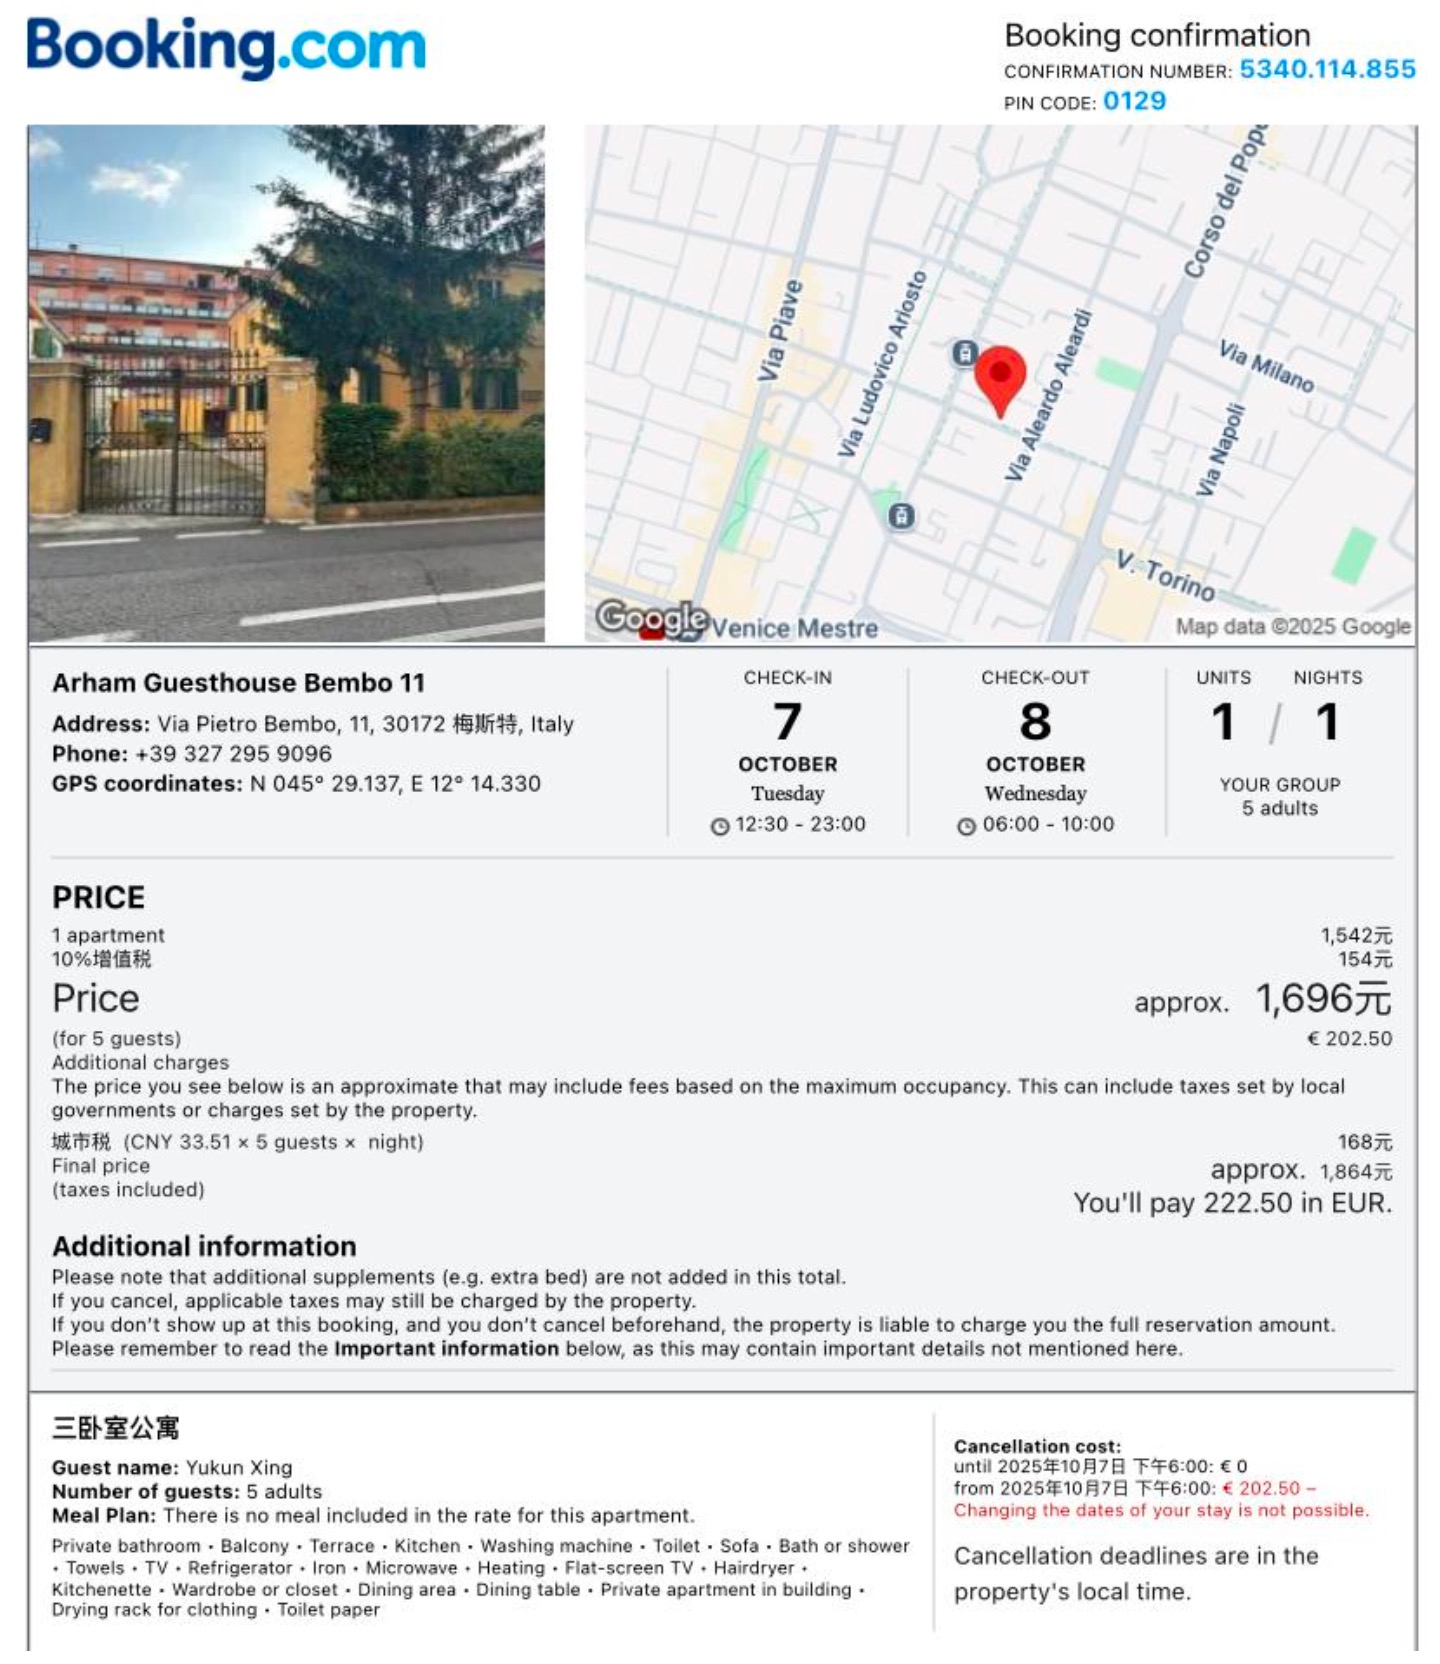 Booking.com
Booking confirmation
CONFIRMATION NUMBER: 5340.114.855
PIN CODE: 0129
Via Piave
Via Ludovico Ariosto
Via Aleardo Aleardi
Corso del Popo
Via Milano
Via Napoli
V. Torino
Google
Venice Mestre
Map data ©2025 Google
Arham Guesthouse Bembo 11
Address: Via Pietro Bembo, 11, 30172 梅斯特, Italy
Phone: +39 327 295 9096
GPS coordinates: N 045° 29.137, E 12° 14.330
CHECK-IN
7
OCTOBER
Tuesday
12:30 - 23:00
CHECK-OUT
8
OCTOBER
Wednesday
06:00 - 10:00
UNITS NIGHTS
1 / 1
YOUR GROUP
5 adults
PRICE
1 apartment 1,542元
10%增值税 154元
Price approx. 1,696元
(for 5 guests) € 202.50
Additional charges
The price you see below is an approximate that may include fees based on the maximum occupancy. This can include taxes set by local
governments or charges set by the property.
城市税 (CNY 33.51 × 5 guests × night) 168元
Final price approx. 1,864元
(taxes included) You'll pay 222.50 in EUR.
Additional information
Please note that additional supplements (e.g. extra bed) are not added in this total.
If you cancel, applicable taxes may still be charged by the property.
If you don't show up at this booking, and you don't cancel beforehand, the property is liable to charge you the full reservation amount.
Please remember to read the Important information below, as this may contain important details not mentioned here.
三卧室公寓
Guest name: Yukun Xing
Number of guests: 5 adults
Meal Plan: There is no meal included in the rate for this apartment.
Private bathroom • Balcony • Terrace • Kitchen • Washing machine • Toilet • Sofa • Bath or shower
• Towels • TV • Refrigerator • Iron • Microwave • Heating • Flat-screen TV • Hairdryer •
Kitchenette • Wardrobe or closet • Dining area • Dining table • Private apartment in building •
Drying rack for clothing • Toilet paper
Cancellation cost:
until 2025年10月7日 下午6:00: € 0
from 2025年10月7日 下午6:00: € 202.50 –
Changing the dates of your stay is not possible.
Cancellation deadlines are in the
property's local time.